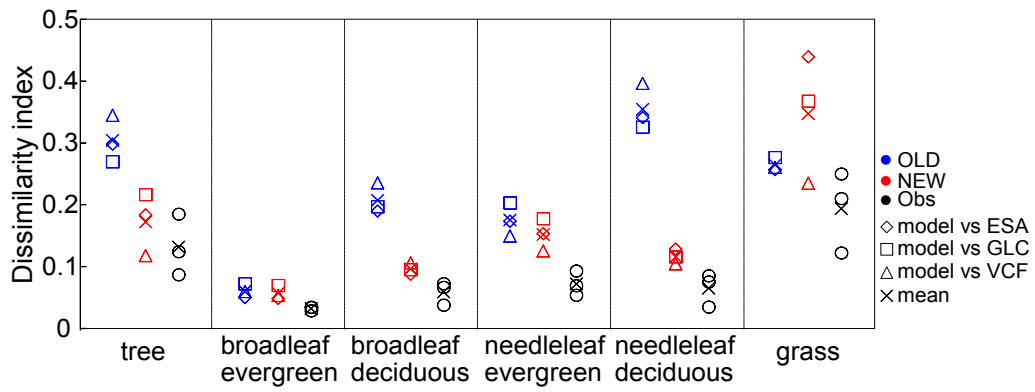 Dissimilarity index
0.5
0.4
0.3
0.2
0.1
0
tree
broadleaf
evergreen
broadleaf
deciduous
needleleaf
evergreen
needleleaf
deciduous
grass
OLD
NEW
Obs
model vs ESA
model vs GLC
model vs VCF
mean